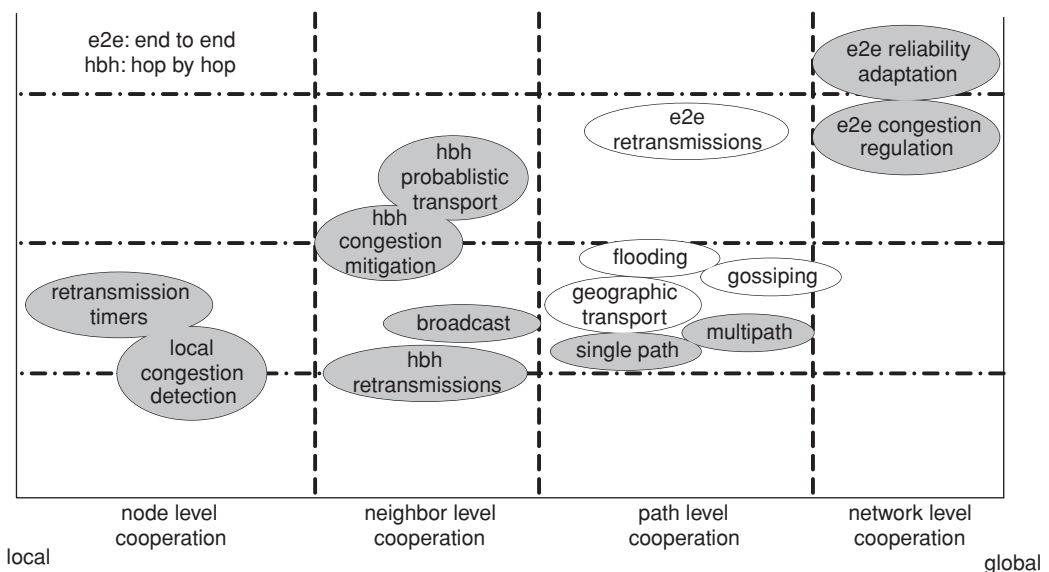 e2e: end to end
hbh: hop by hop
e2e reliability
adaptation
e2e
retransmissions
e2e congestion
regulation
hbh
probablistic
transport
hbh
congestion
mitigation
flooding
gossiping
retransmission
timers
geographic
transport
broadcast
multipath
local
congestion
detection
hbh
retransmissions
single path
node level
cooperation
neighbor level
cooperation
path level
cooperation
network level
cooperation
local
global